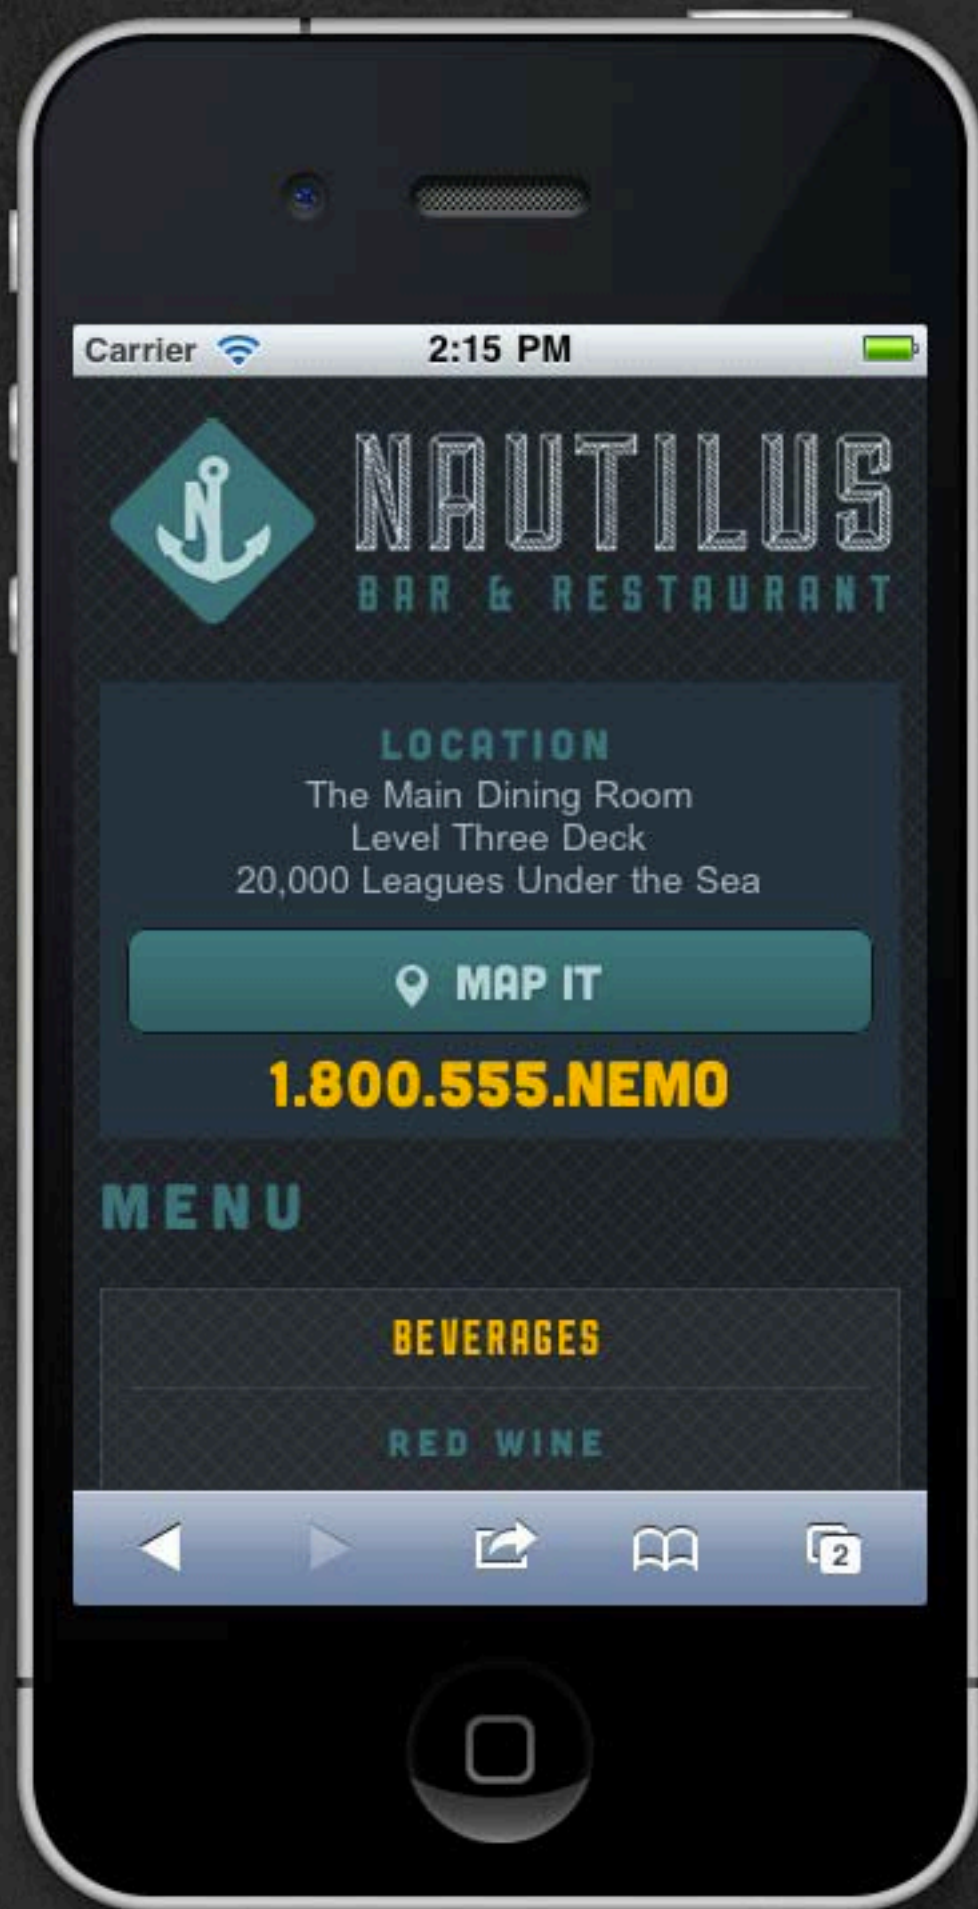 Carrier 2:15 PM
N
NAUTILUS
BAR & RESTAURANT
LOCATION
The Main Dining Room
Level Three Deck
20,000 Leagues Under the Sea
MAP IT
1.800.555.NEMO
MENU
BEVERAGES
RED WINE
2